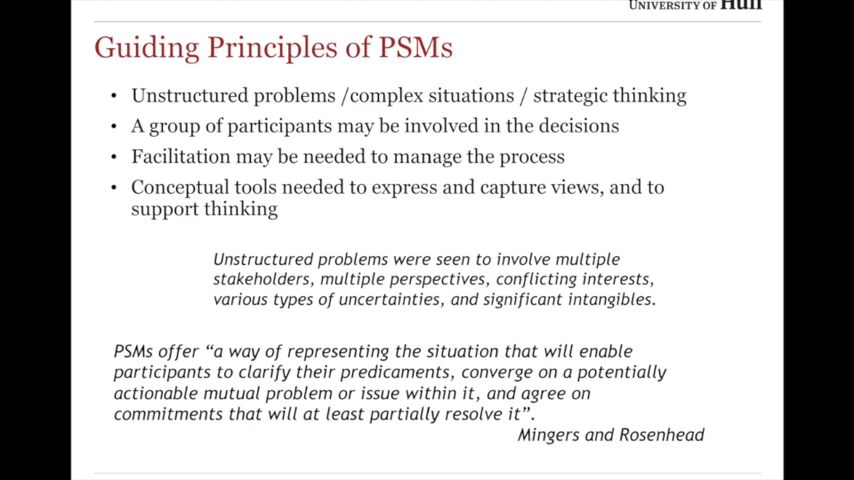 UNIVERSITY OF Hull
Guiding Principles of PSMs
• Unstructured problems /complex situations / strategic thinking
• A group of participants may be involved in the decisions
• Facilitation may be needed to manage the process
• Conceptual tools needed to express and capture views, and to
support thinking
Unstructured problems were seen to involve multiple
stakeholders, multiple perspectives, conflicting interests,
various types of uncertainties, and significant intangibles.
PSMs offer “a way of representing the situation that will enable
participants to clarify their predicaments, converge on a potentially
actionable mutual problem or issue within it, and agree on
commitments that will at least partially resolve it”.
Mingers and Rosenhead